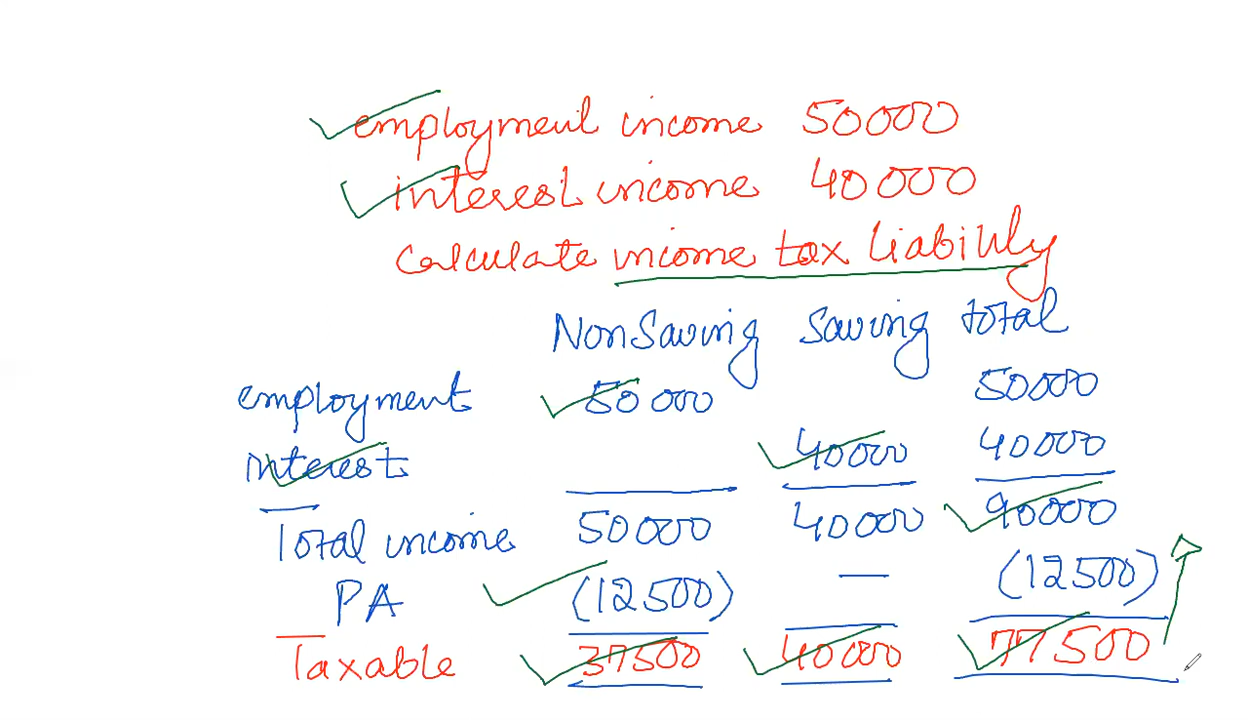 employment income 50000
interest income 40000
calculate income tax liability
NonSaving Saving total
employment 50000 50000
interest 40000 40000
Total income 50000 40000 90000
PA (12500) — (12500)
Taxable 37500 40000 77500